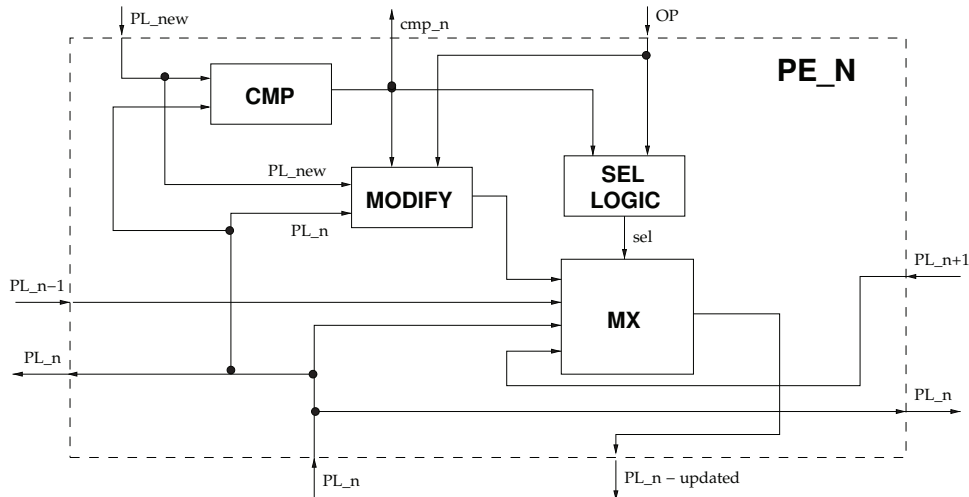 PL_new
cmp_n
OP
PE_N
CMP
PL_new
MODIFY
PL_n
SEL
LOGIC
sel
PL_n+1
PL_n−1
MX
PL_n
PL_n
PL_n
PL_n − updated